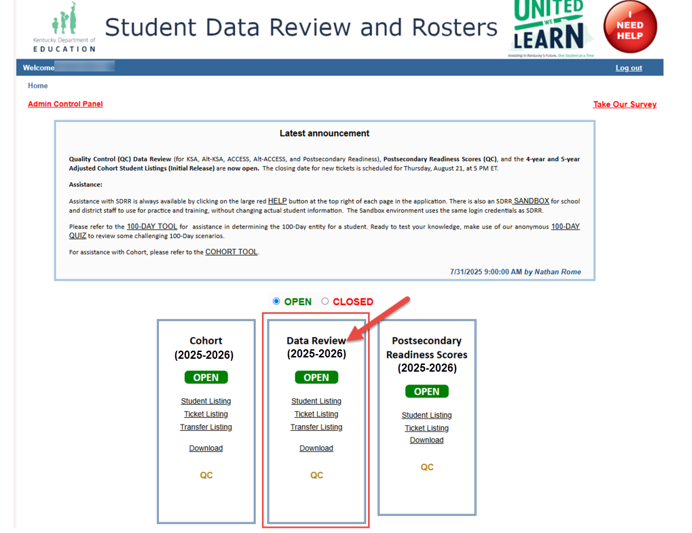 Kentucky Department of
EDUCATION
Student Data Review and Rosters
UNITED
WE
LEARN
Investing in Kentucky's Future, One Student at a Time
I
NEED
HELP
Welcome
Log out
Home
Admin Control Panel
Take Our Survey
Latest announcement
Quality Control (QC) Data Review (for KSA, Alt-KSA, ACCESS, Alt-ACCESS, and Postsecondary Readiness), Postsecondary Readiness Scores (QC), and the 4-year and 5-year
Adjusted Cohort Student Listings (Initial Release) are now open. The closing date for new tickets is scheduled for Thursday, August 21, at 5 PM ET.
Assistance:
Assistance with SDRR is always available by clicking on the large red HELP button at the top right of each page in the application. There is also an SDRR SANDBOX for school
and district staff to use for practice and training, without changing actual student information. The Sandbox environment uses the same login credentials as SDRR.
Please refer to the 100-DAY TOOL for assistance in determining the 100-Day entity for a student. Ready to test your knowledge, make use of our anonymous 100-DAY
QUIZ to review some challenging 100-Day scenarios.
For assistance with Cohort, please refer to the COHORT TOOL.
7/31/2025 9:00:00 AM by Nathan Rome
OPEN CLOSED
Cohort
(2025-2026)
OPEN
Student Listing
Ticket Listing
Transfer Listing
Download
QC
Data Review
(2025-2026)
OPEN
Student Listing
Ticket Listing
Transfer Listing
Download
QC
Postsecondary
Readiness Scores
(2025-2026)
OPEN
Student Listing
Ticket Listing
Download
QC